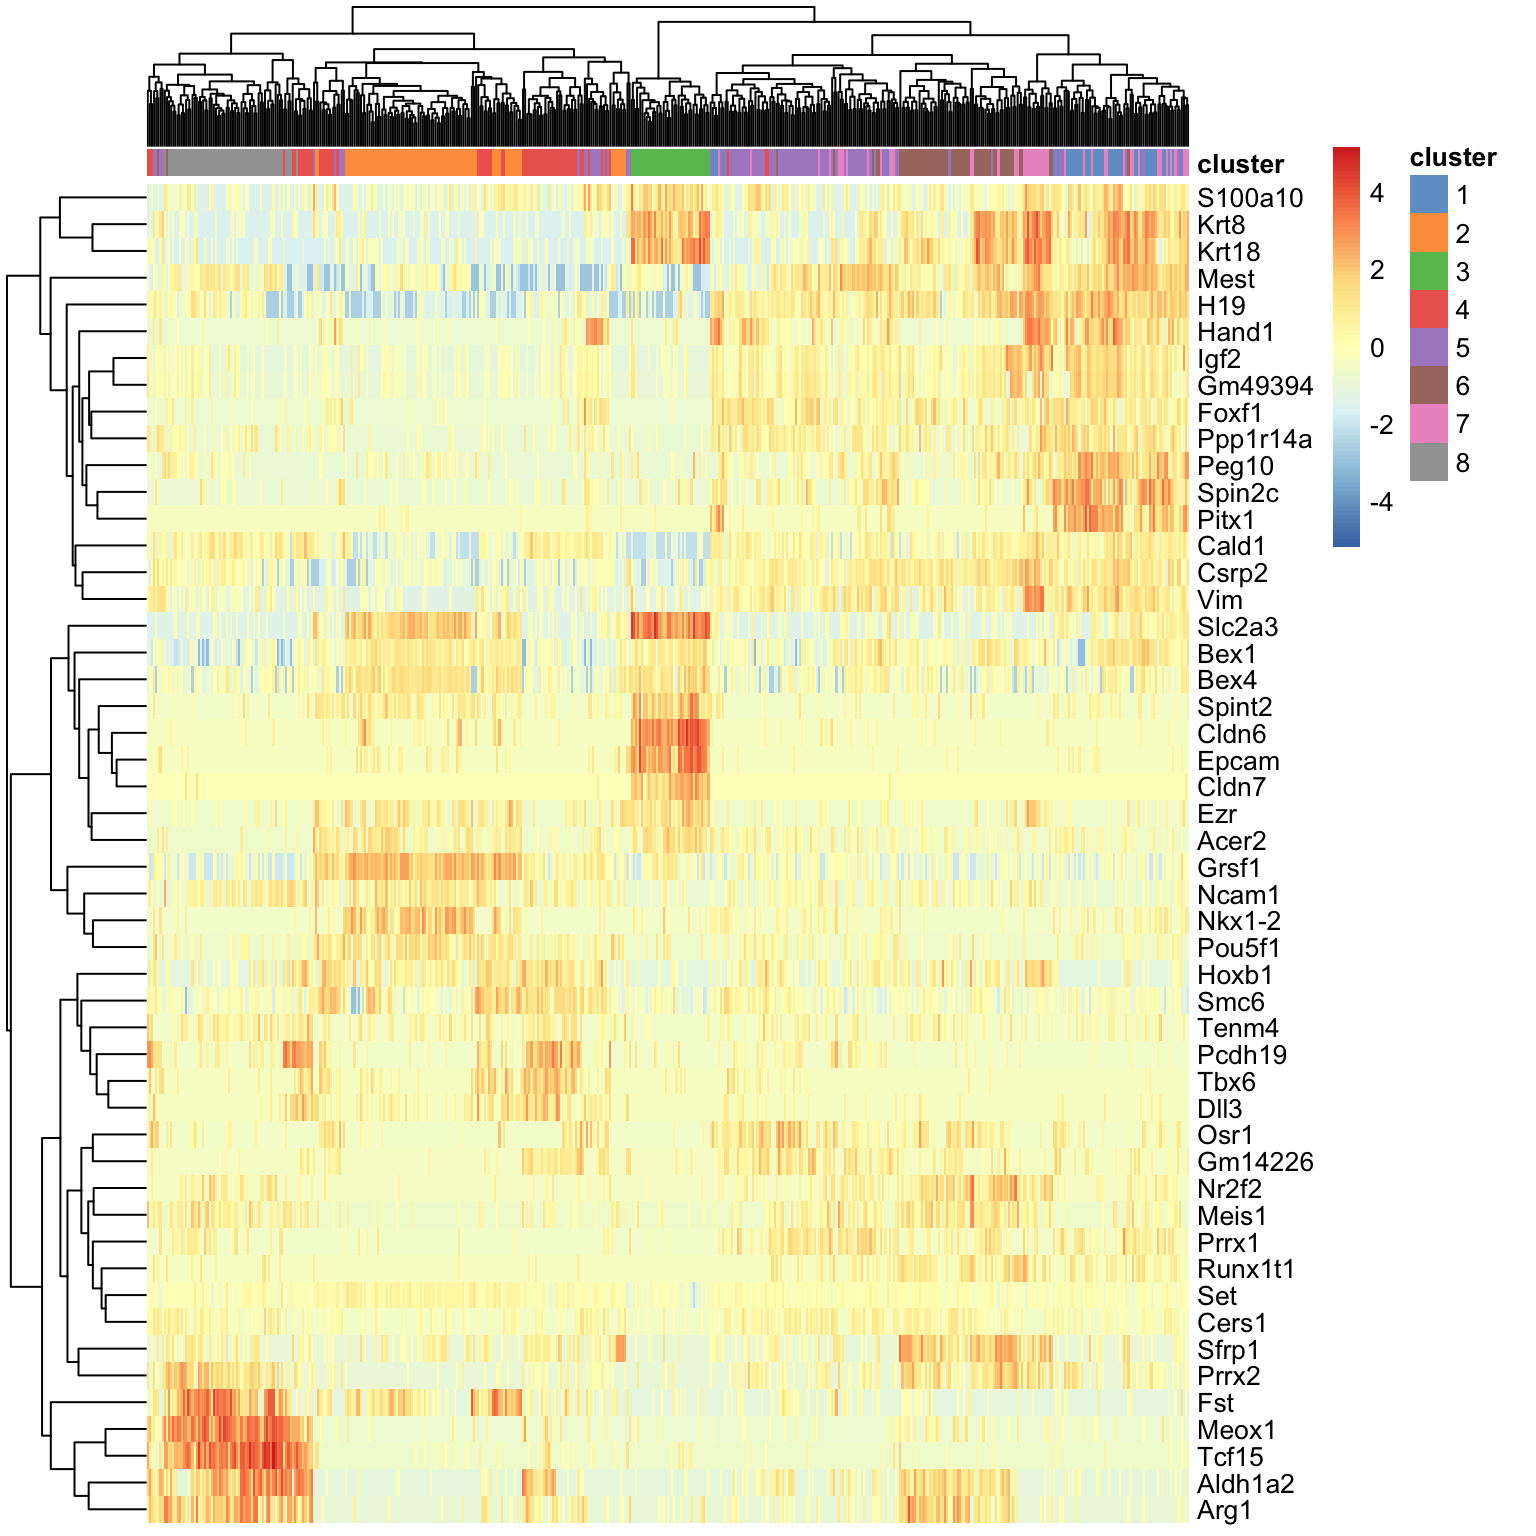 cluster
S100a10
Krt8
Krt18
Mest
H19
Hand1
Igf2
Gm49394
Foxf1
Ppp1r14a
Peg10
Spin2c
Pitx1
Cald1
Csrp2
Vim
Slc2a3
Bex1
Bex4
Spint2
Cldn6
Epcam
Cldn7
Ezr
Acer2
Grsf1
Ncam1
Nkx1-2
Pou5f1
Hoxb1
Smc6
Tenm4
Pcdh19
Tbx6
Dll3
Osr1
Gm14226
Nr2f2
Meis1
Prrx1
Runx1t1
Set
Cers1
Sfrp1
Prrx2
Fst
Meox1
Tcf15
Aldh1a2
Arg1
4
2
0
-2
-4
cluster
1
2
3
4
5
6
7
8